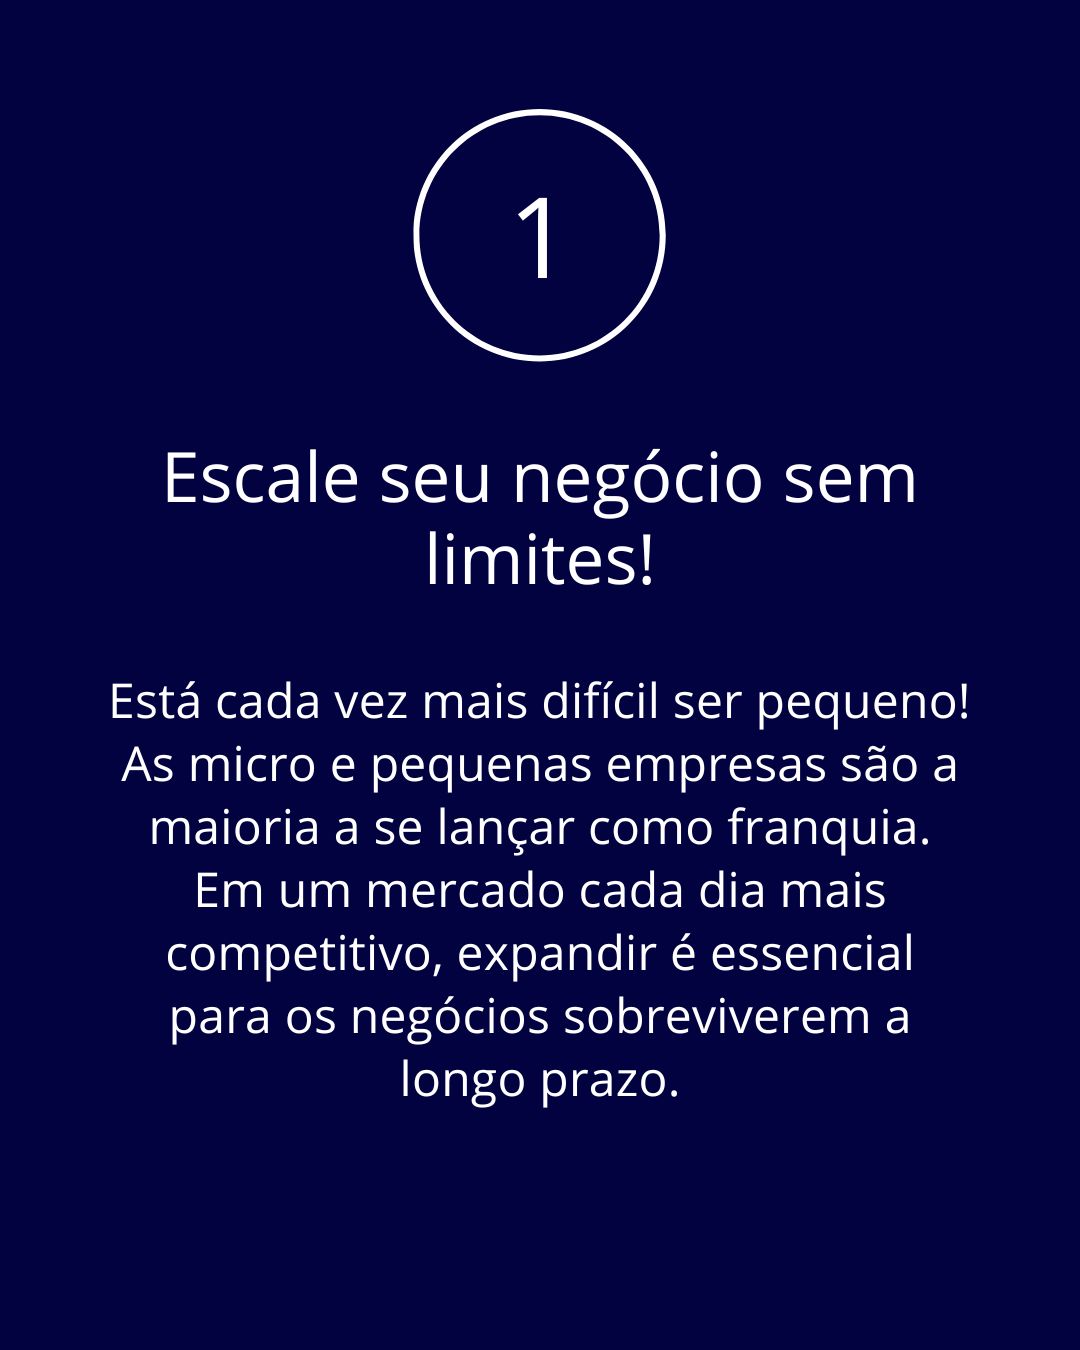 1
Escale seu negócio sem
limites!
Está cada vez mais difícil ser pequeno!
As micro e pequenas empresas são a
maioria a se lançar como franquia.
Em um mercado cada dia mais
competitivo, expandir é essencial
para os negócios sobreviverem a
longo prazo.